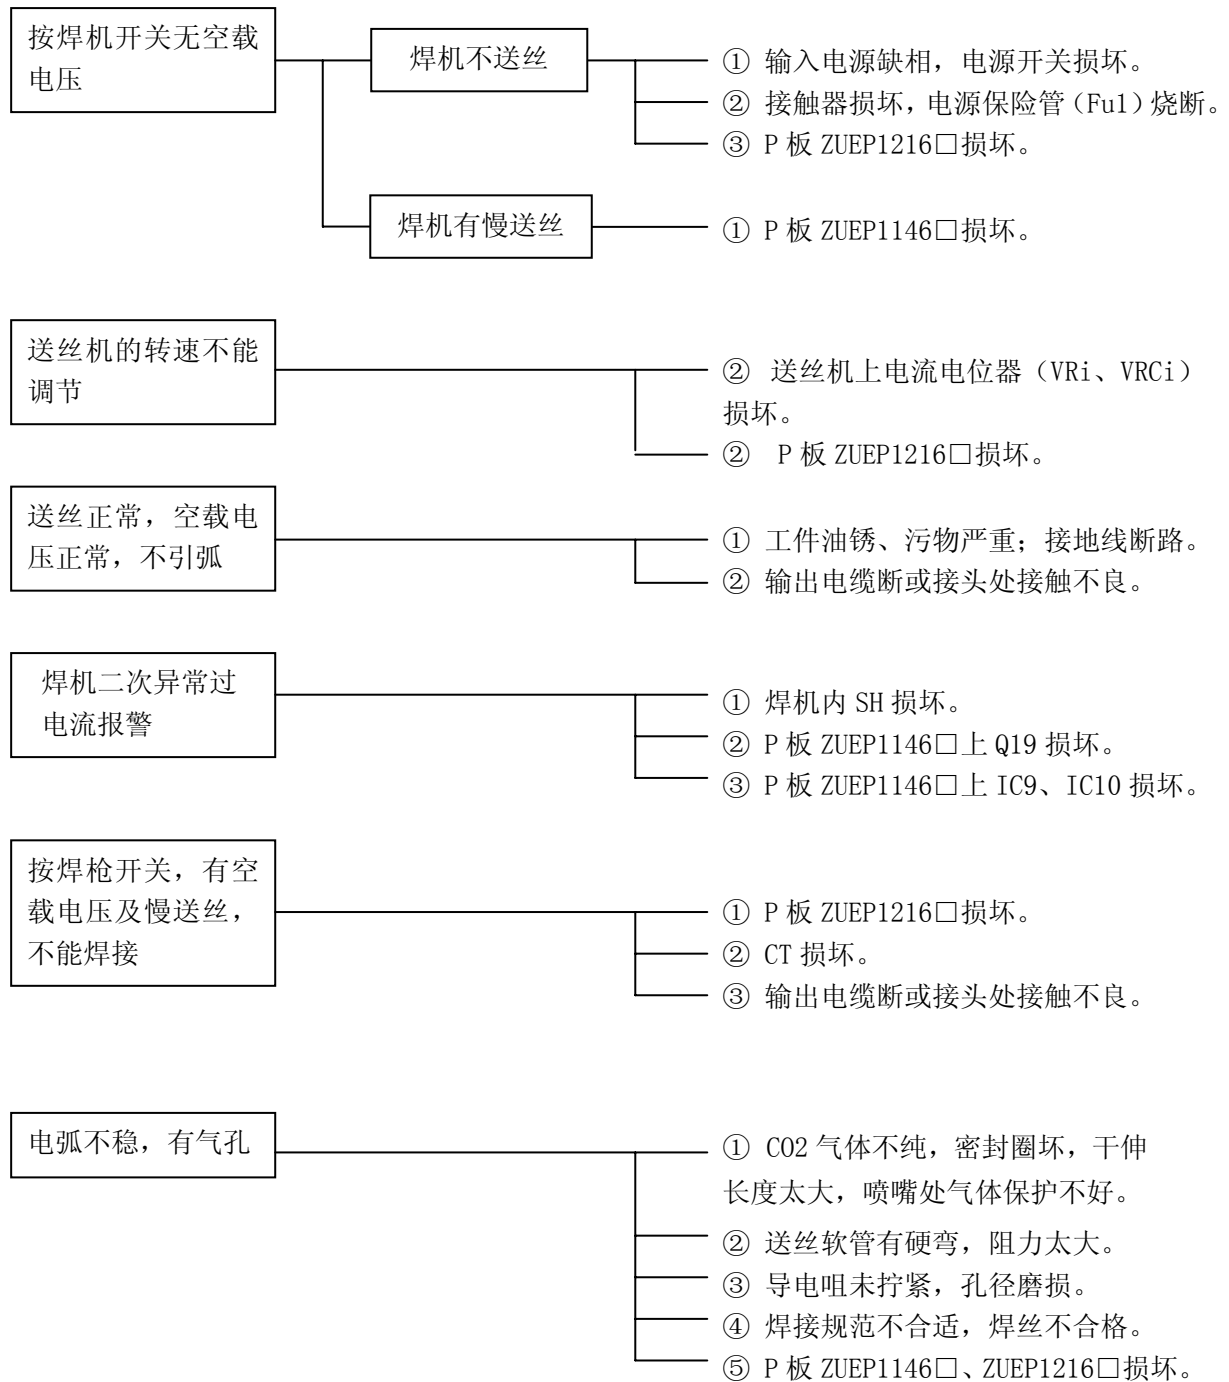 按焊机开关无空载
电压
焊机不送丝
① 输入电源缺相，电源开关损坏。
② 接触器损坏，电源保险管（Fu1）烧断。
③ P 板 ZUEP1216□损坏。
焊机有慢送丝
① P 板 ZUEP1146□损坏。
送丝机的转速不能
调节
② 送丝机上电流电位器（VRi、VRCi）
损坏。
② P 板 ZUEP1216□损坏。
送丝正常，空载电
压正常，不引弧
① 工件油锈、污物严重；接地线断路。
② 输出电缆断或接头处接触不良。
焊机二次异常过
电流报警
① 焊机内 SH 损坏。
② P 板 ZUEP1146□上 Q19 损坏。
③ P 板 ZUEP1146□上 IC9、IC10 损坏。
按焊枪开关，有空
载电压及慢送丝，
不能焊接
① P 板 ZUEP1216□损坏。
② CT 损坏。
③ 输出电缆断或接头处接触不良。
电弧不稳，有气孔
① CO2 气体不纯，密封圈坏，干伸
长度太大，喷嘴处气体保护不好。
② 送丝软管有硬弯，阻力太大。
③ 导电咀未拧紧，孔径磨损。
④ 焊接规范不合适，焊丝不合格。
⑤ P 板 ZUEP1146□、ZUEP1216□损坏。